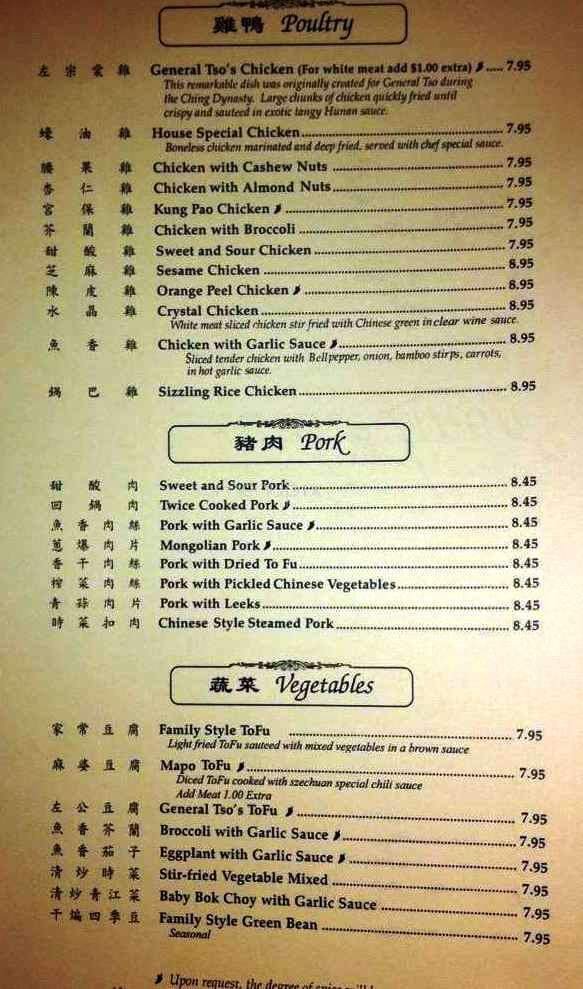 雞鴨 Poultry
左宗棠雞 General Tso's Chicken (For white meat add $1.00 extra) 7.95
This remarkable dish was originally created for General Tso during
the Ching Dynasty. Large chunks of chicken quickly fried until
crispy and sauteed in exotic tangy Hunan sauce.
蠔油雞 House Special Chicken 7.95
Boneless chicken marinated and deep fried, served with chef special sauce.
腰果雞 Chicken with Cashew Nuts 7.95
杏仁雞 Chicken with Almond Nuts 7.95
宮保雞 Kung Pao Chicken 7.95
芥蘭雞 Chicken with Broccoli 7.95
甜酸雞 Sweet and Sour Chicken 7.95
芝麻雞 Sesame Chicken 8.95
陳皮雞 Orange Peel Chicken 8.95
水晶雞 Crystal Chicken 8.95
White meat sliced chicken stir fried with Chinese green in clear wine sauce.
魚香雞 Chicken with Garlic Sauce 8.95
Sliced tender chicken with Bellpepper, onion, bamboo stirps, carrots,
in hot garlic sauce.
鍋巴雞 Sizzling Rice Chicken 8.95
豬肉 Pork
甜酸肉 Sweet and Sour Pork 8.45
回鍋肉 Twice Cooked Pork 8.45
魚香肉絲 Pork with Garlic Sauce 8.45
蔥爆肉片 Mongolian Pork 8.45
香干肉絲 Pork with Dried To Fu 8.45
榨菜肉絲 Pork with Pickled Chinese Vegetables 8.45
青蒜肉片 Pork with Leeks 8.45
時菜扣肉 Chinese Style Steamed Pork 8.45
蔬菜 Vegetables
家常豆腐 Family Style ToFu 7.95
Light fried ToFu sauteed with mixed vegetables in a brown sauce
麻婆豆腐 Mapo ToFu 7.95
Diced ToFu cooked with szechuan special chili sauce
Add Meat 1.00 Extra
左公豆腐 General Tso's ToFu 7.95
魚香芥蘭 Broccoli with Garlic Sauce 7.95
魚香茄子 Eggplant with Garlic Sauce 7.95
清炒時菜 Stir-fried Vegetable Mixed 7.95
清炒青江菜 Baby Bok Choy with Garlic Sauce 7.95
干煸四季豆 Family Style Green Bean 7.95
Seasonal
Upon request, the degree of